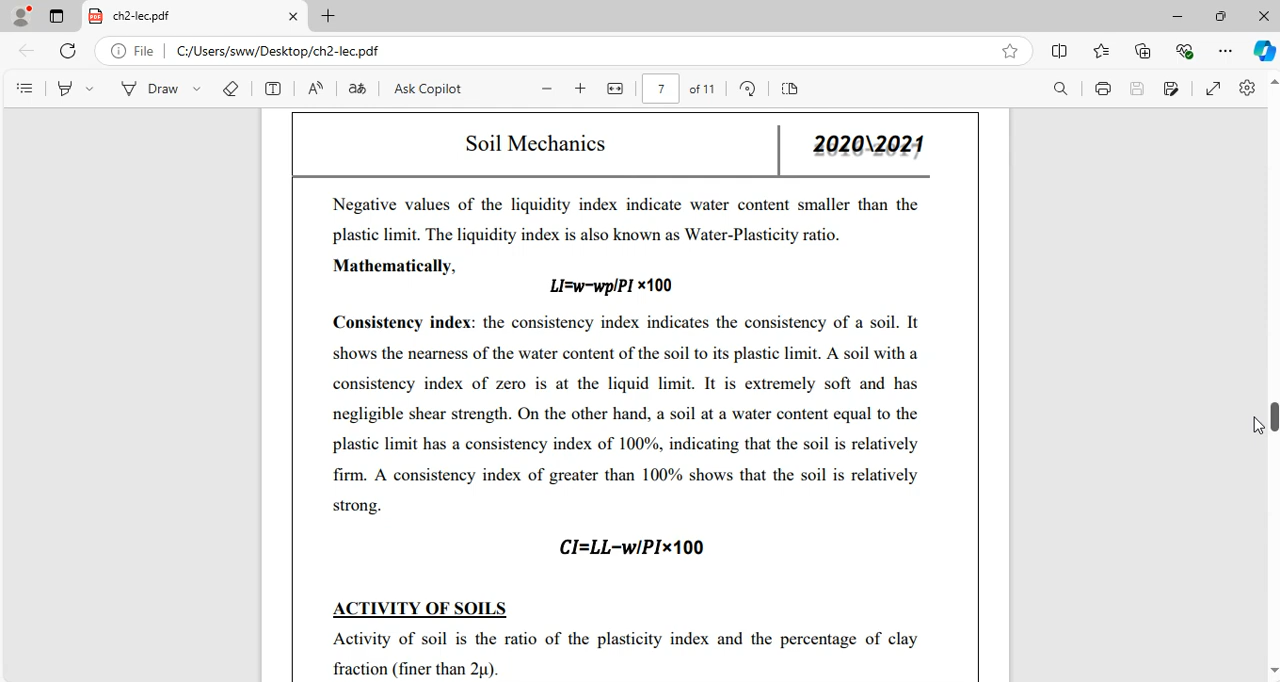 ch2-lec.pdf
File
C:/Users/sww/Desktop/ch2-lec.pdf
Draw
Ask Copilot
7
of 11
Soil Mechanics
2020\2021
Negative values of the liquidity index indicate water content smaller than the
plastic limit. The liquidity index is also known as Water-Plasticity ratio.
Mathematically,
LI=w−wp/PI ×100
Consistency index: the consistency index indicates the consistency of a soil. It
shows the nearness of the water content of the soil to its plastic limit. A soil with a
consistency index of zero is at the liquid limit. It is extremely soft and has
negligible shear strength. On the other hand, a soil at a water content equal to the
plastic limit has a consistency index of 100%, indicating that the soil is relatively
firm. A consistency index of greater than 100% shows that the soil is relatively
strong.
CI=LL−w/PI×100
ACTIVITY OF SOILS
Activity of soil is the ratio of the plasticity index and the percentage of clay
fraction (finer than 2μ).